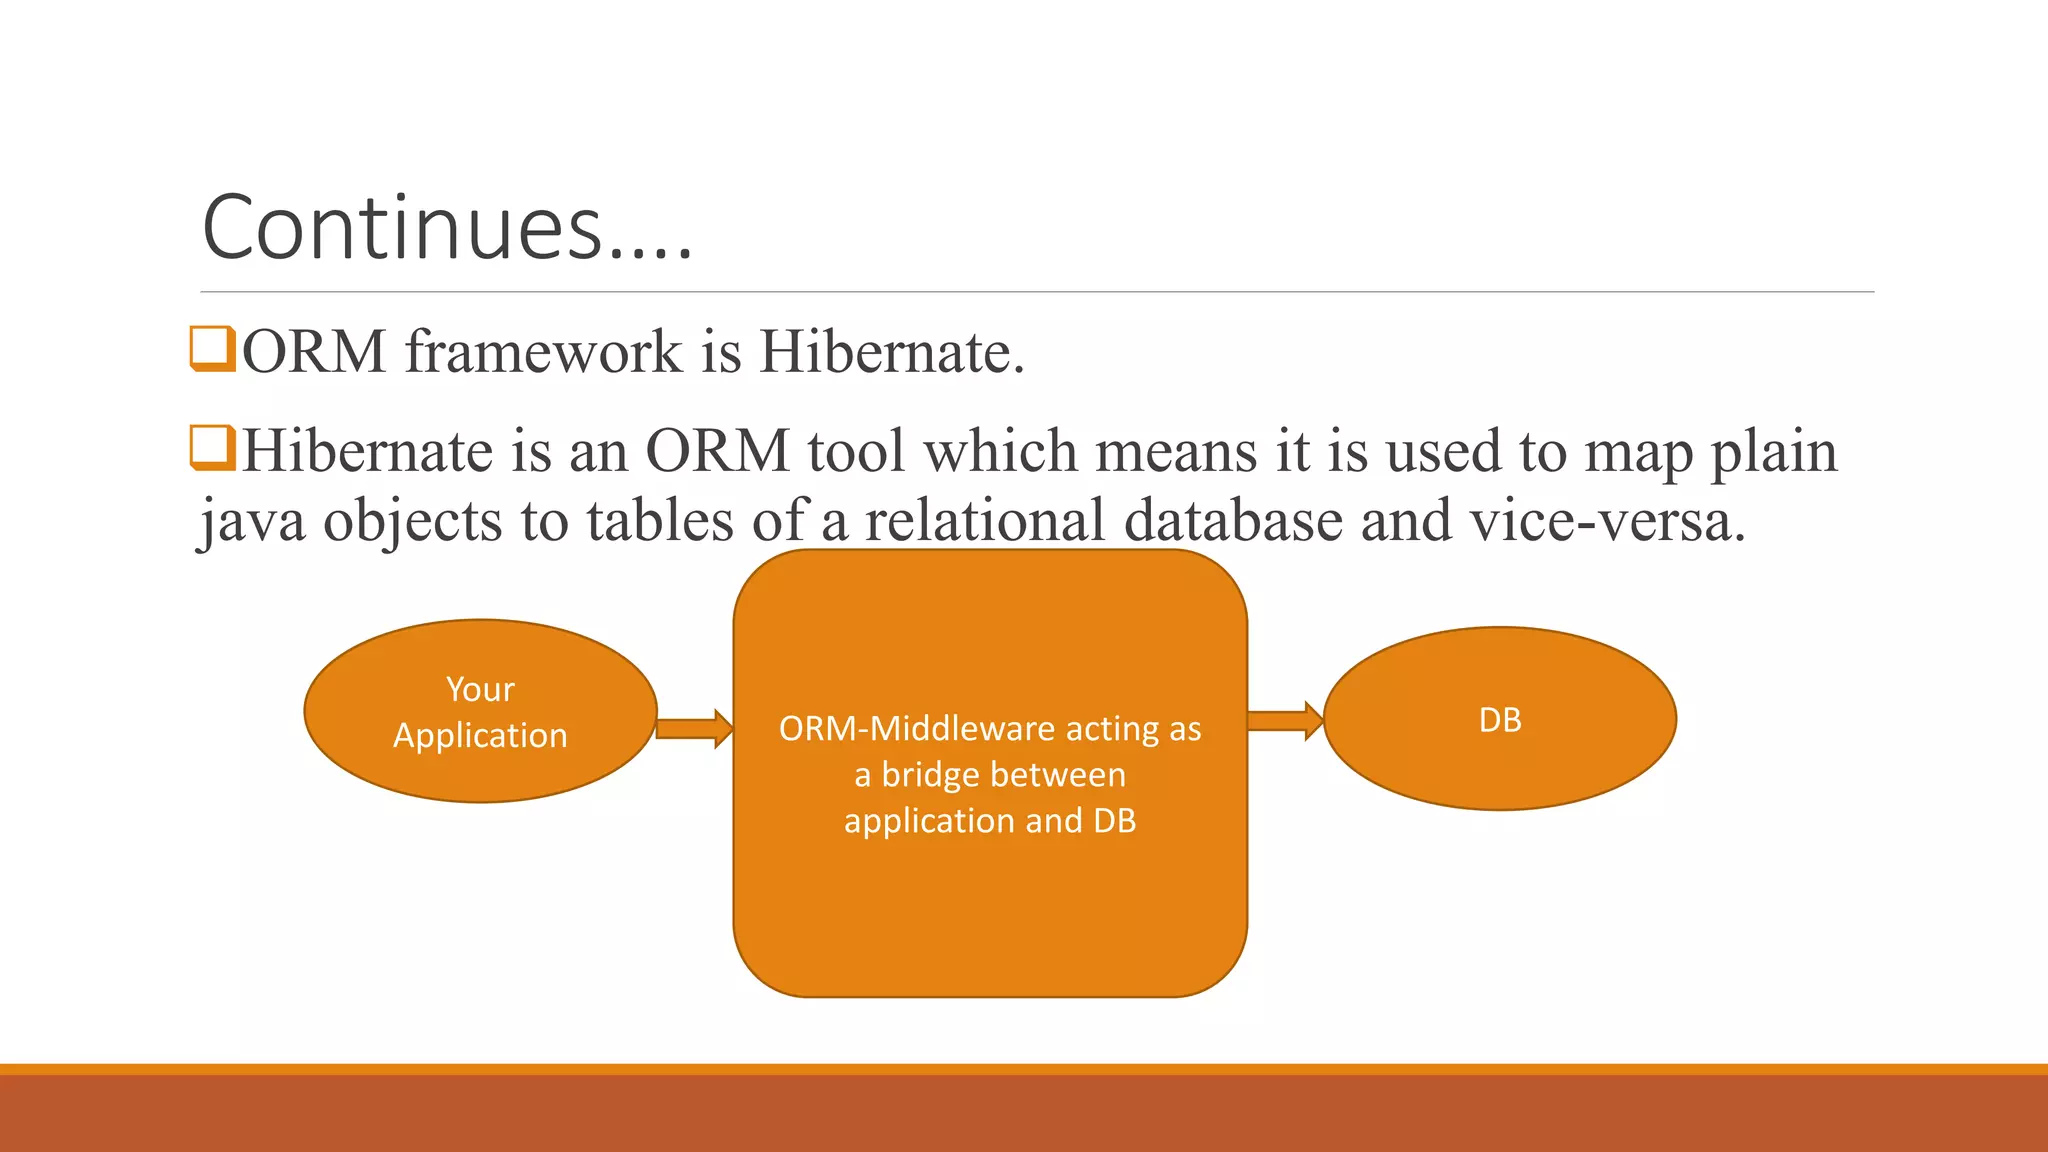 Continues....
ORM framework is Hibernate.
Hibernate is an ORM tool which means it is used to map plain
java objects to tables of a relational database and vice-versa.
Your
Application
ORM-Middleware acting as
a bridge between
application and DB
DB